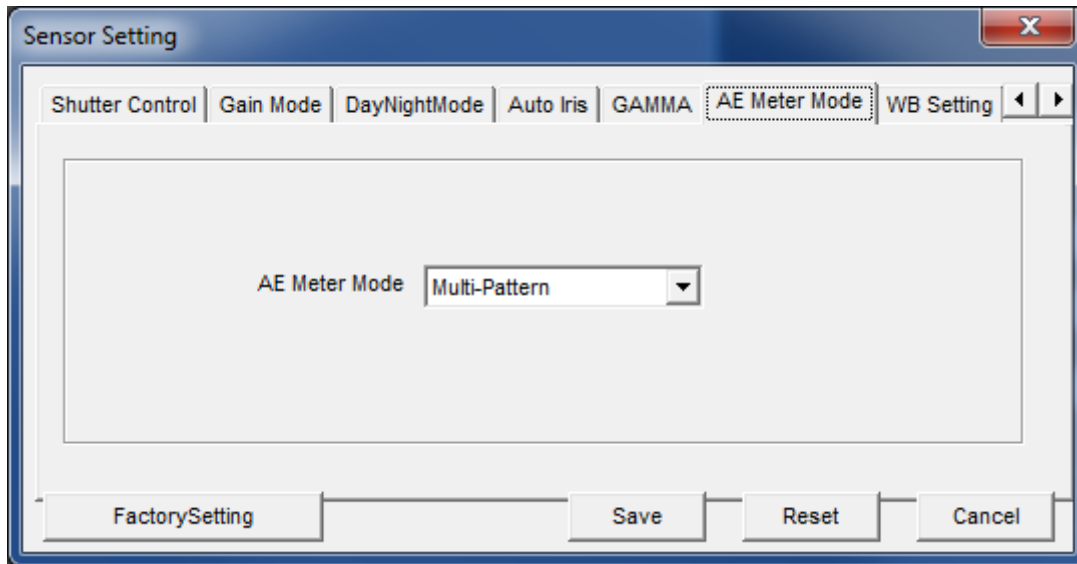 Sensor Setting
Shutter Control Gain Mode DayNightMode Auto Iris GAMMA AE Meter Mode WB Setting
AE Meter Mode Multi-Pattern
FactorySetting Save Reset Cancel